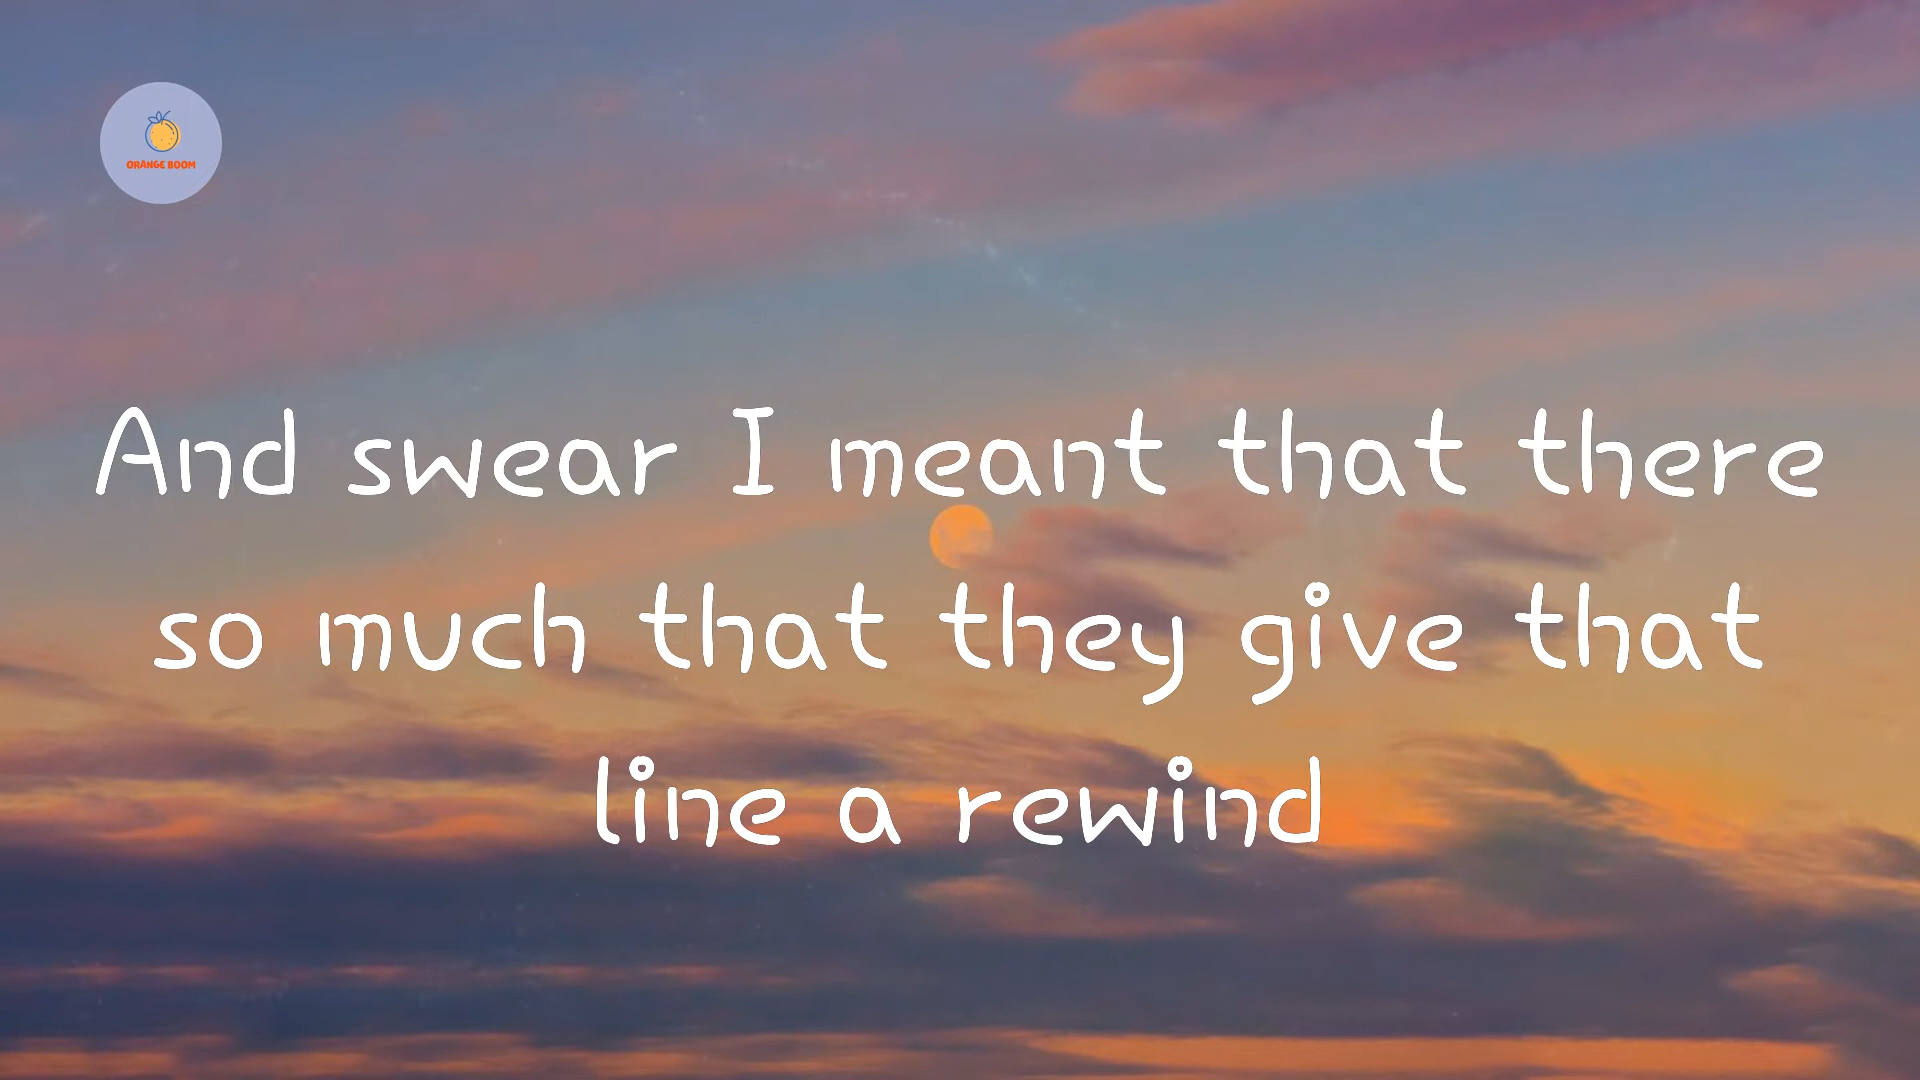 ORANGE BOOM
And swear I meant that there
so much that they give that
line a rewind